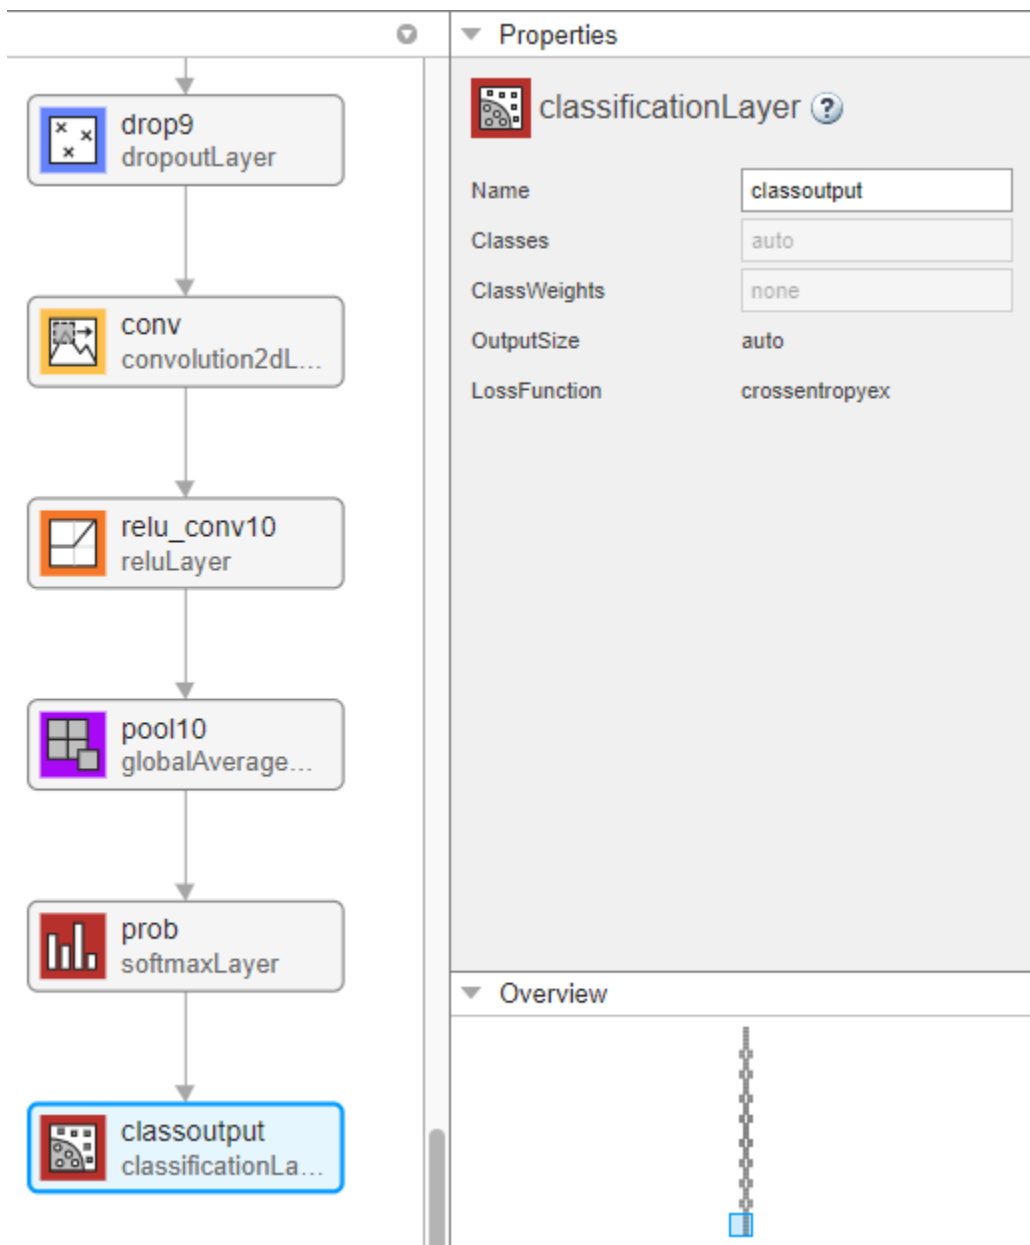 drop9
dropoutLayer
conv
convolution2dL...
relu_conv10
reluLayer
pool10
globalAverage...
prob
softmaxLayer
classoutput
classificationLa...
Properties
classificationLayer ?
Name classoutput
Classes auto
ClassWeights none
OutputSize auto
LossFunction crossentropyex
Overview